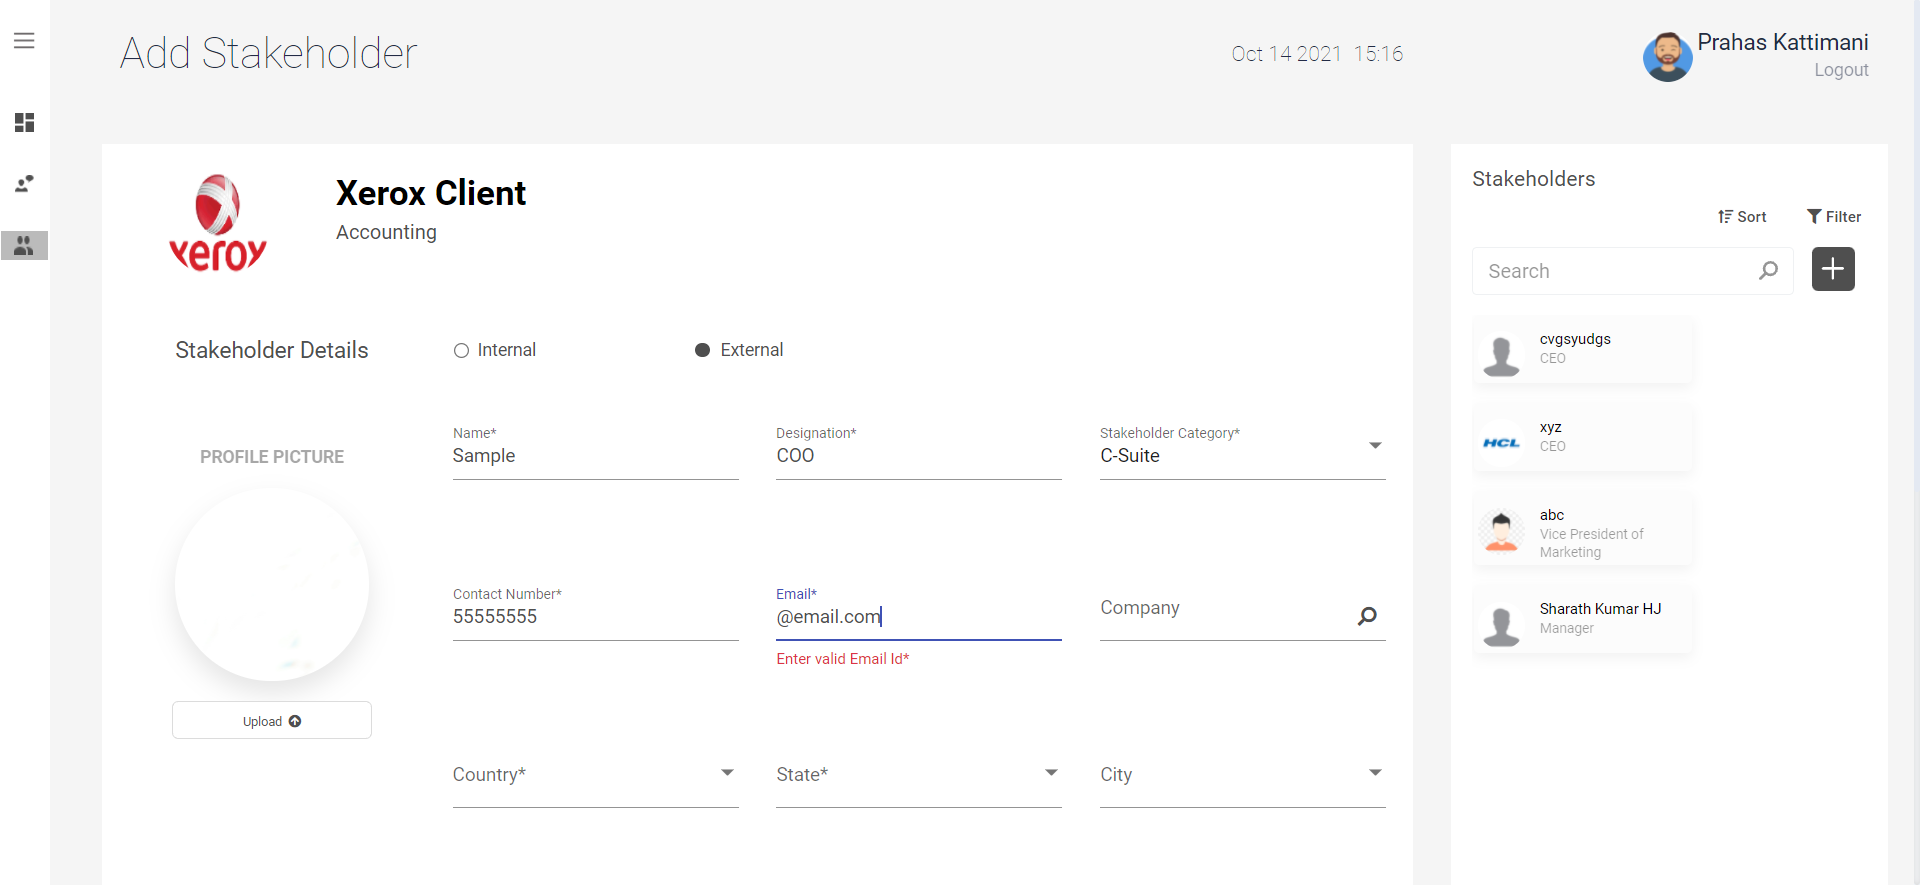 Add Stakeholder
Oct 14 2021 15:16
Prahas Kattimani
Logout
xeroy
Xerox Client
Accounting
Stakeholder Details
Internal
External
PROFILE PICTURE
Name*
Sample
Designation*
COO
Stakeholder Category*
C-Suite
Contact Number*
55555555
Email*
@email.com
Enter valid Email Id*
Company
Upload
Country*
State*
City
Stakeholders
Sort
Filter
Search
cvgsyudgs
CEO
HCL
xyz
CEO
abc
Vice President of
Marketing
Sharath Kumar HJ
Manager